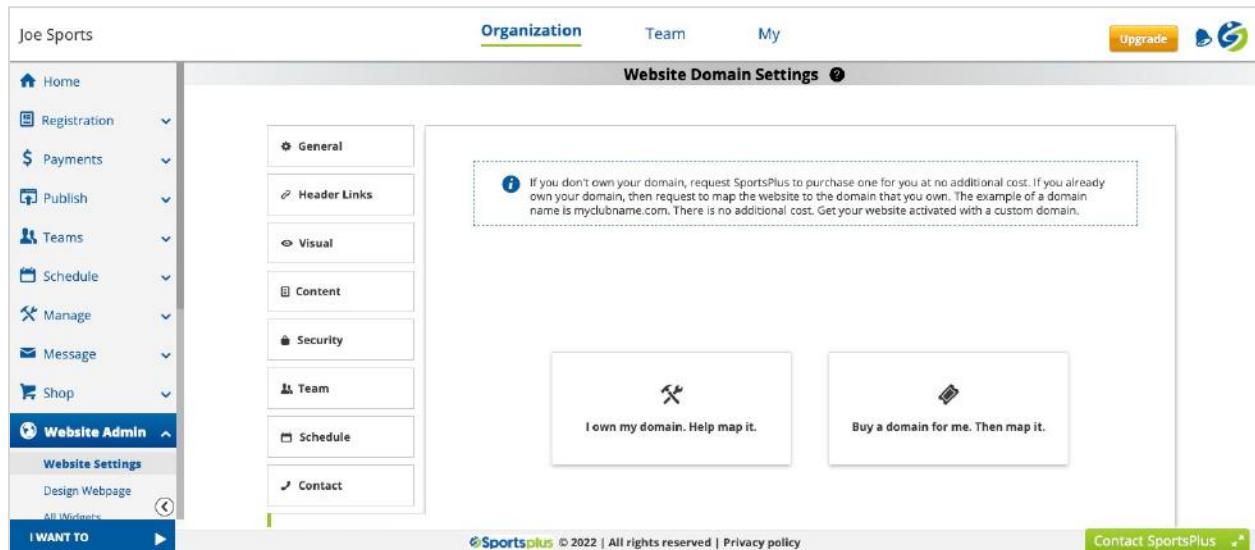 Joe Sports
Organization
Team
My
Upgrade
Website Domain Settings ?
Home
Registration
Payments
Publish
Teams
Schedule
Manage
Message
Shop
Website Admin
Website Settings
Design Webpage
All Widgets
I WANT TO
General
Header Links
Visual
Content
Security
Team
Schedule
Contact
If you don't own your domain, request SportsPlus to purchase one for you at no additional cost. If you already
own your domain, then request to map the website to the domain that you own. The example of a domain
name is myclubname.com. There is no additional cost. Get your website activated with a custom domain.
I own my domain. Help map it.
Buy a domain for me. Then map it.
Sportsplus © 2022 | All rights reserved | Privacy policy
Contact SportsPlus